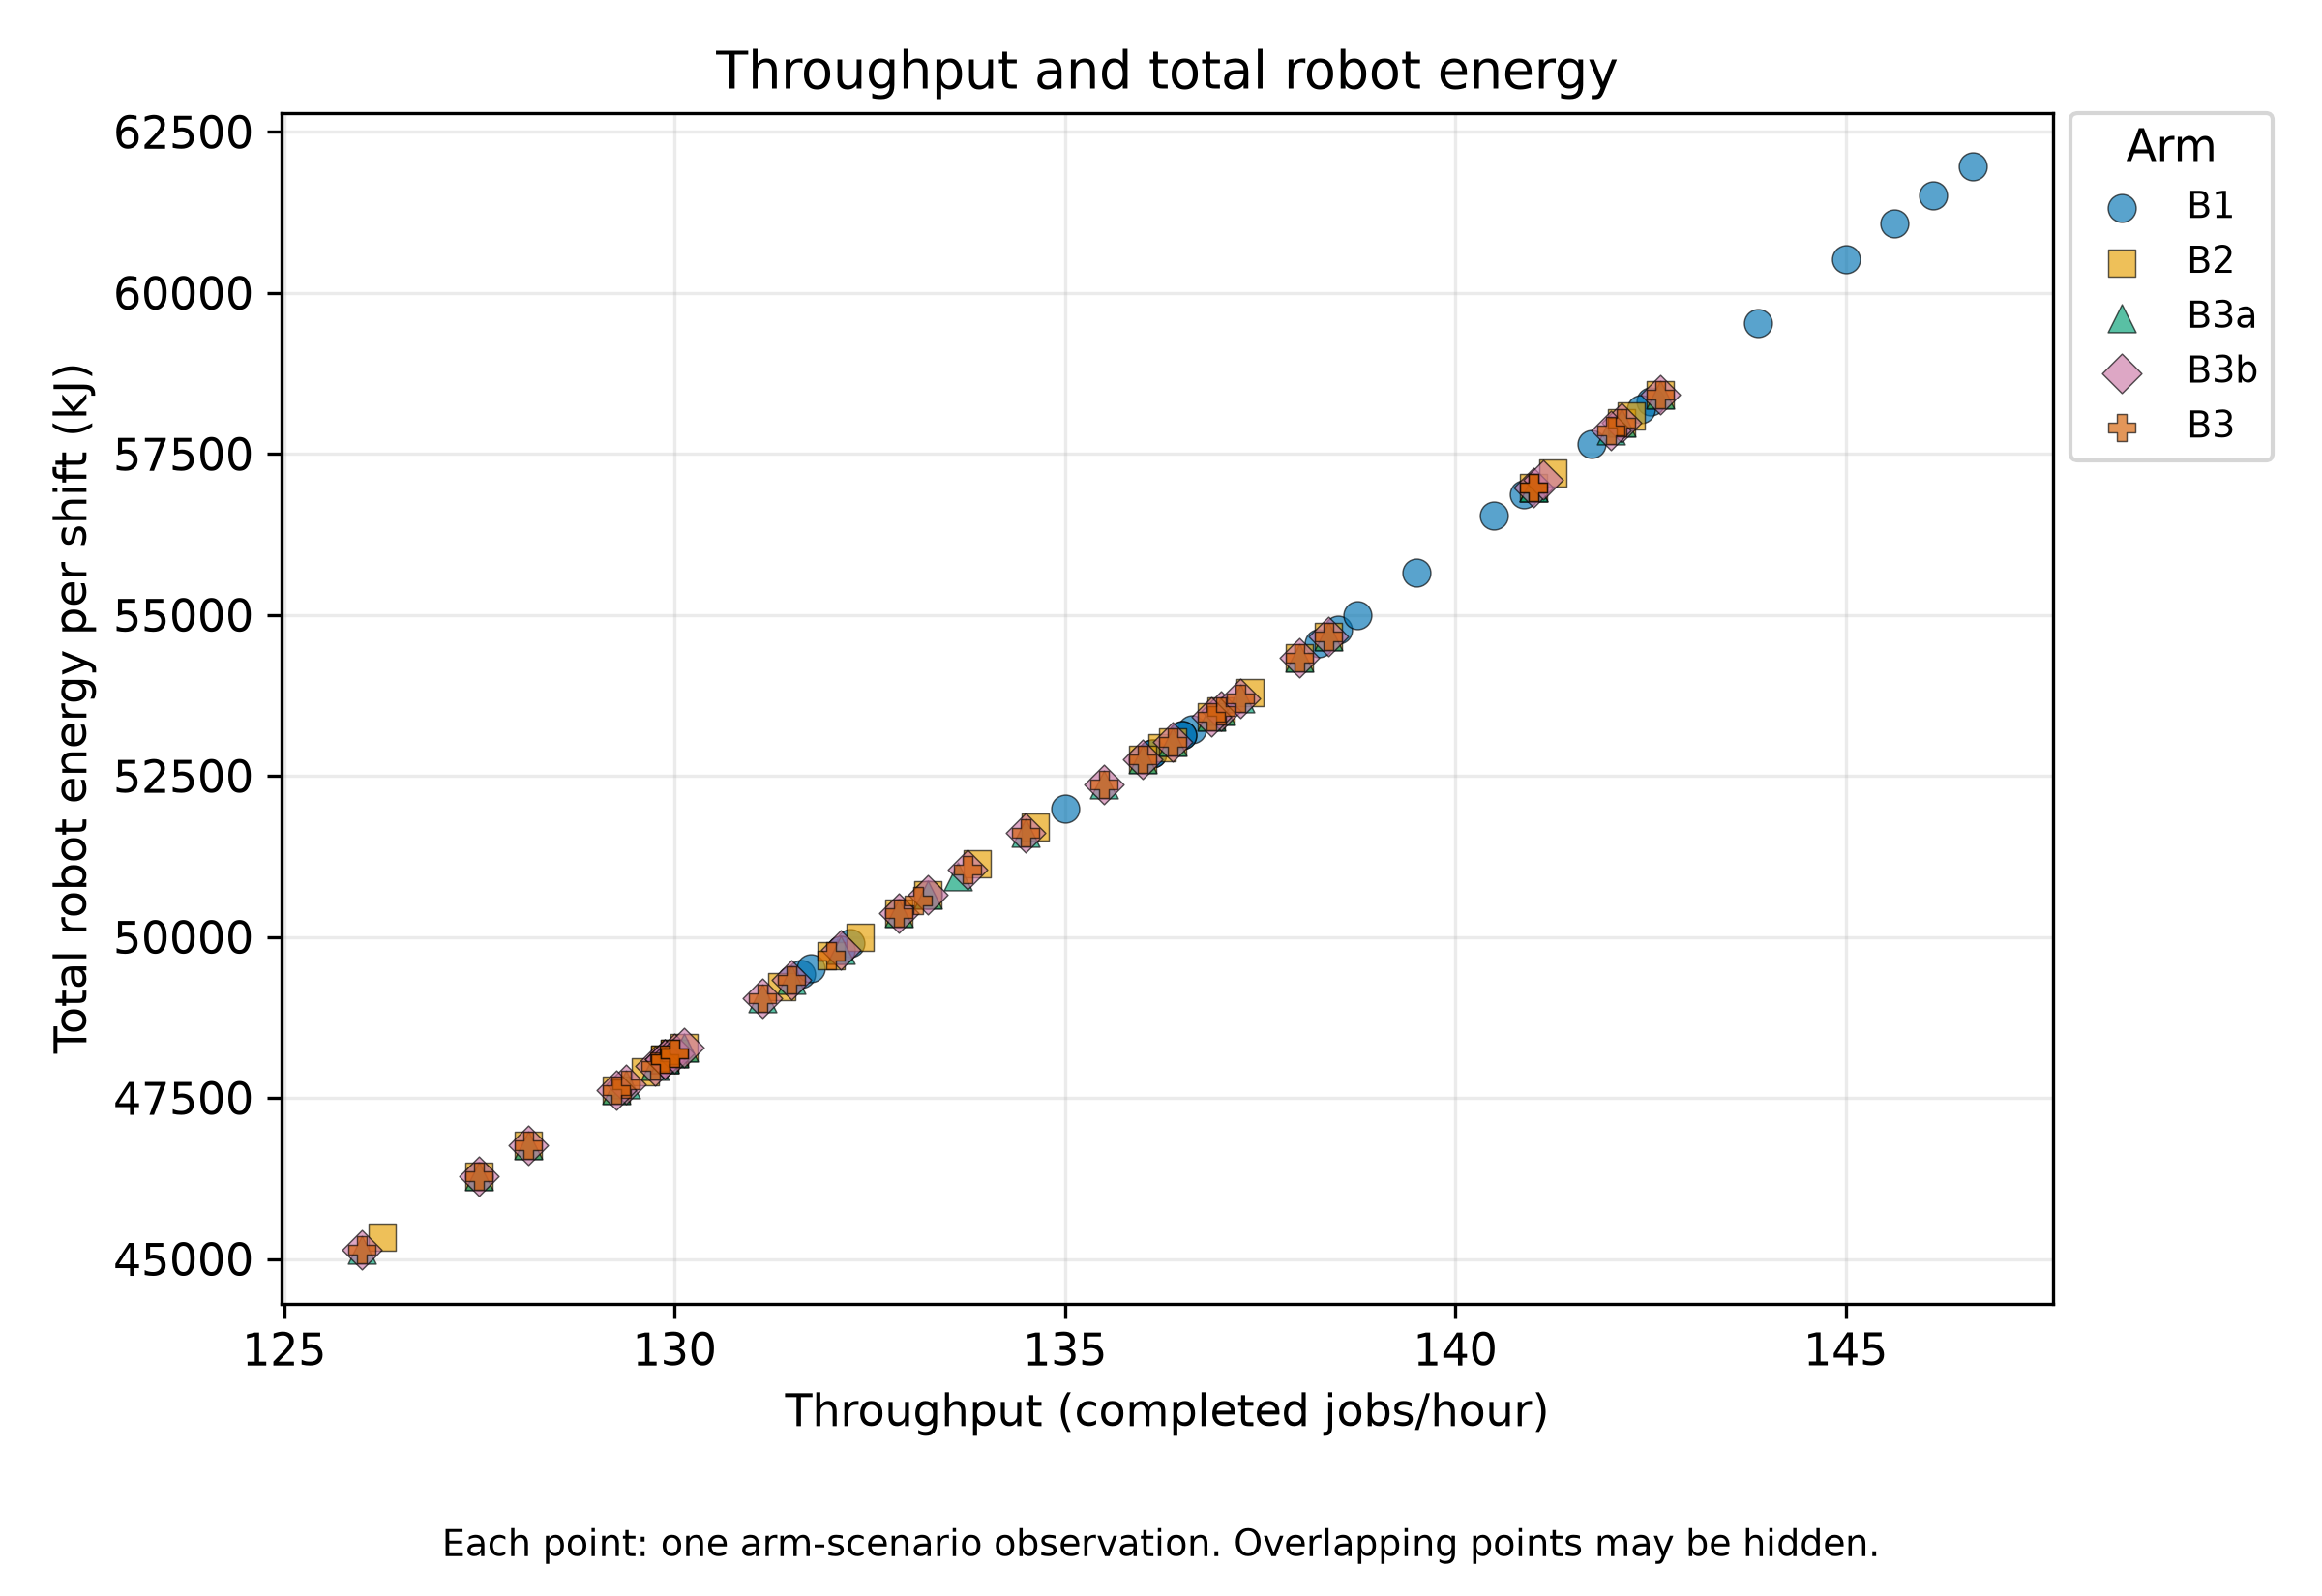 Throughput and total robot energy
Total robot energy per shift (kJ)
62500
60000
57500
55000
52500
50000
47500
45000
125 130 135 140 145
Throughput (completed jobs/hour)
Arm
B1
B2
B3a
B3b
B3
Each point: one arm-scenario observation. Overlapping points may be hidden.